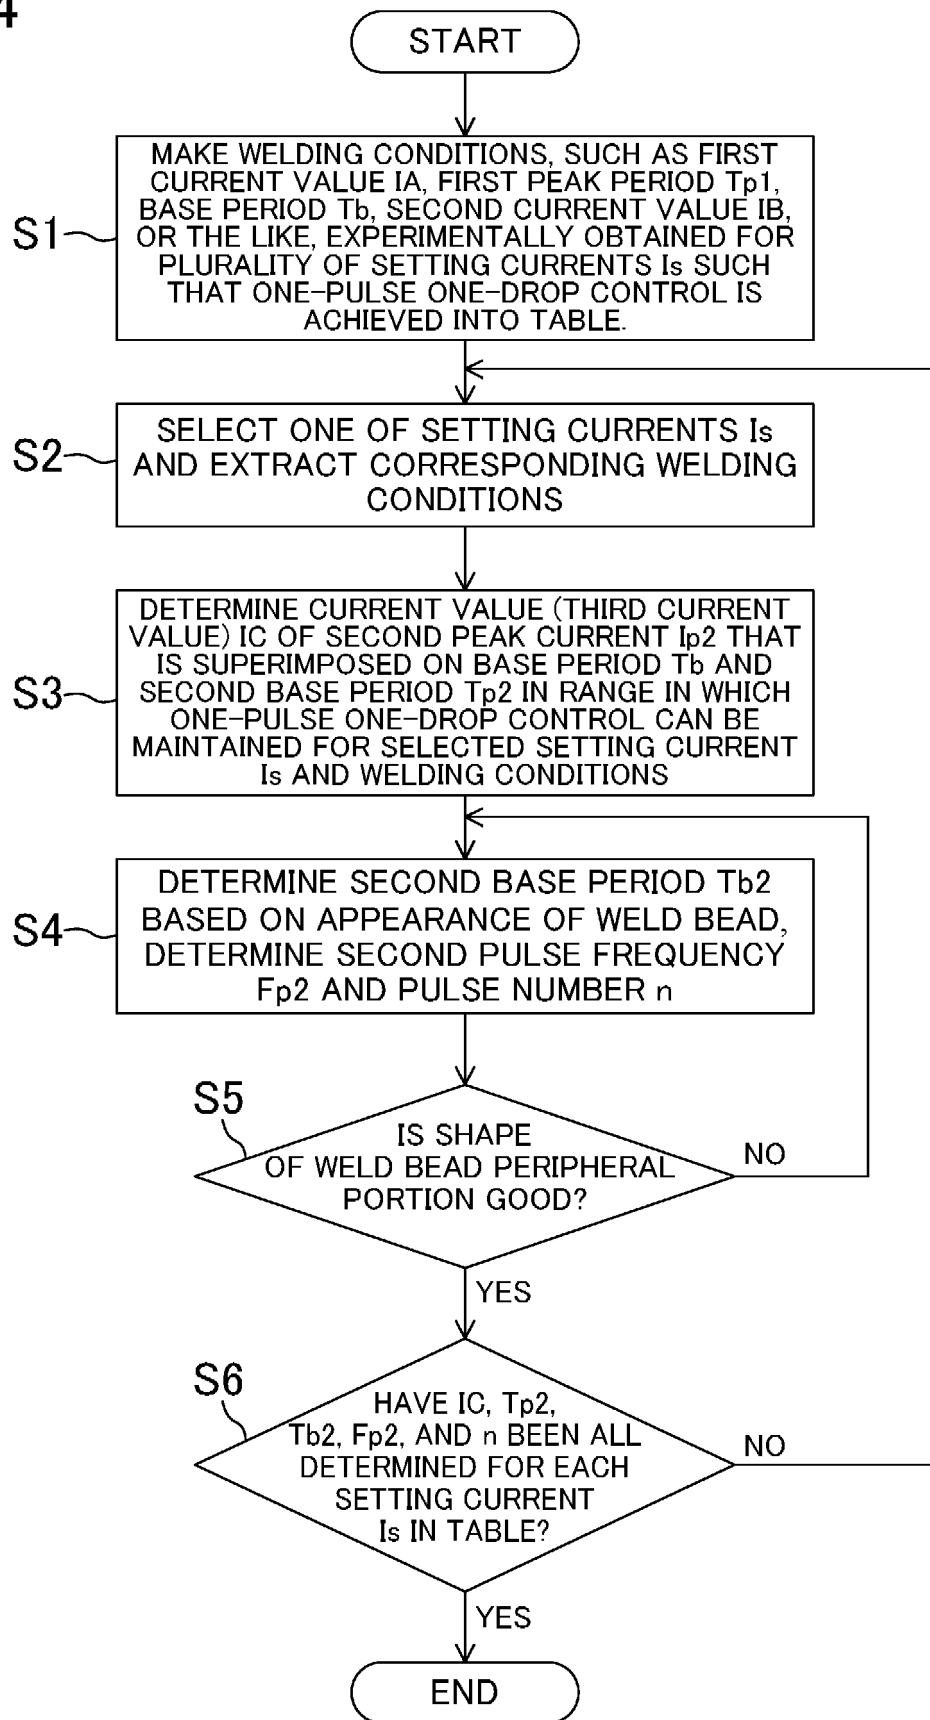 4
START
S1
MAKE WELDING CONDITIONS, SUCH AS FIRST
CURRENT VALUE IA, FIRST PEAK PERIOD Tp1,
BASE PERIOD Tb, SECOND CURRENT VALUE IB,
OR THE LIKE, EXPERIMENTALLY OBTAINED FOR
PLURALITY OF SETTING CURRENTS Is SUCH
THAT ONE-PULSE ONE-DROP CONTROL IS
ACHIEVED INTO TABLE.
S2
SELECT ONE OF SETTING CURRENTS Is
AND EXTRACT CORRESPONDING WELDING
CONDITIONS
S3
DETERMINE CURRENT VALUE (THIRD CURRENT
VALUE) IC OF SECOND PEAK CURRENT Ip2 THAT
IS SUPERIMPOSED ON BASE PERIOD Tb AND
SECOND BASE PERIOD Tp2 IN RANGE IN WHICH
ONE-PULSE ONE-DROP CONTROL CAN BE
MAINTAINED FOR SELECTED SETTING CURRENT
Is AND WELDING CONDITIONS
S4
DETERMINE SECOND BASE PERIOD Tb2
BASED ON APPEARANCE OF WELD BEAD,
DETERMINE SECOND PULSE FREQUENCY
Fp2 AND PULSE NUMBER n
S5
IS SHAPE
OF WELD BEAD PERIPHERAL
PORTION GOOD?
NO
YES
S6
HAVE IC, Tp2,
Tb2, Fp2, AND n BEEN ALL
DETERMINED FOR EACH
SETTING CURRENT
Is IN TABLE?
NO
YES
END